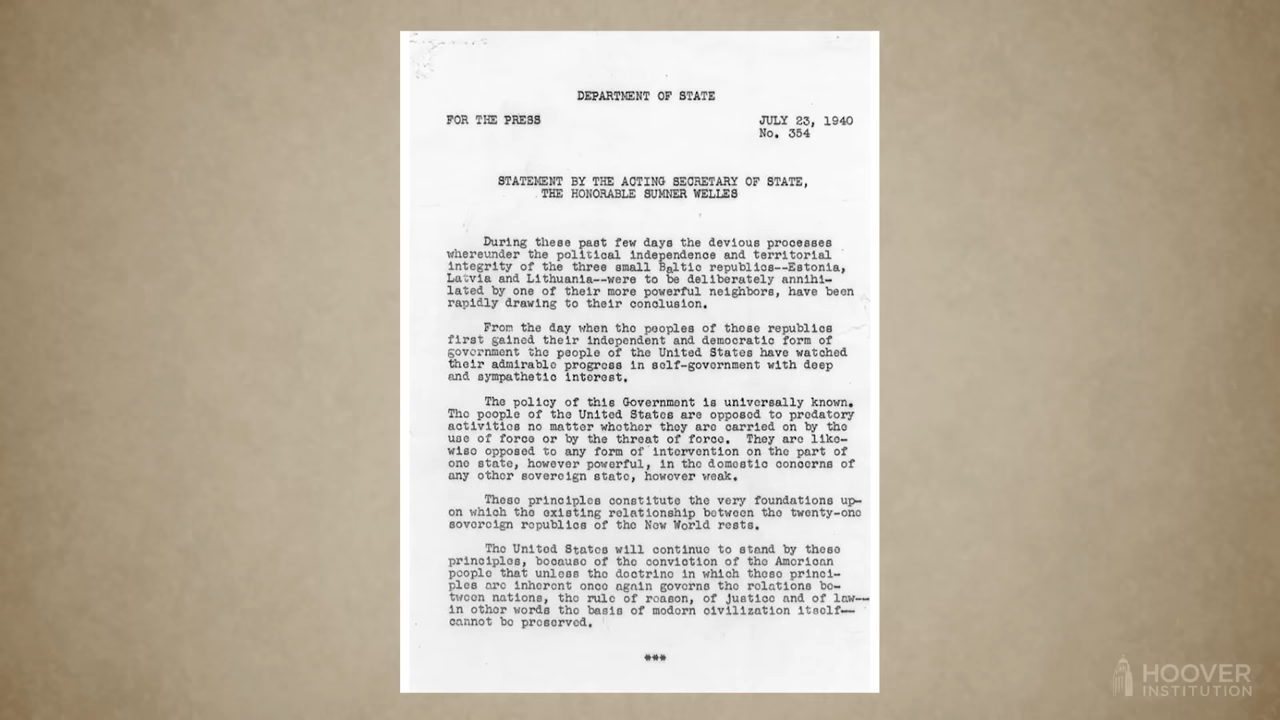 DEPARTMENT OF STATE
FOR THE PRESS
JULY 23, 1940
No. 354
STATEMENT BY THE ACTING SECRETARY OF STATE,
THE HONORABLE SUMNER WELLES
During these past few days the devious processes
whereunder the political independence and territorial
integrity of the three small Baltic republics--Estonia,
Latvia and Lithuania--were to be deliberately annihi-
lated by one of their more powerful neighbors, have been
rapidly drawing to their conclusion.
From the day when the peoples of those republics
first gained their independent and democratic form of
government the people of the United States have watched
their admirable progress in self-government with deep
and sympathetic interest.
The policy of this Government is universally known.
The people of the United States are opposed to predatory
activities no matter whether they are carried on by the
use of force or by the threat of force. They are like-
wise opposed to any form of intervention on the part of
one state, however powerful, in the domestic concerns of
any other sovereign state, however weak.
These principles constitute the very foundations up-
on which the existing relationship between the twenty-one
sovereign republics of the New World rests.
The United States will continue to stand by these
principles, because of the conviction of the American
people that unless the doctrine in which these princi-
ples are inherent once again governs the relations be-
tween nations, the rule of reason, of justice and of law--
in other words the basis of modern civilization itself--
cannot be preserved.
***
HOOVER
INSTITUTION